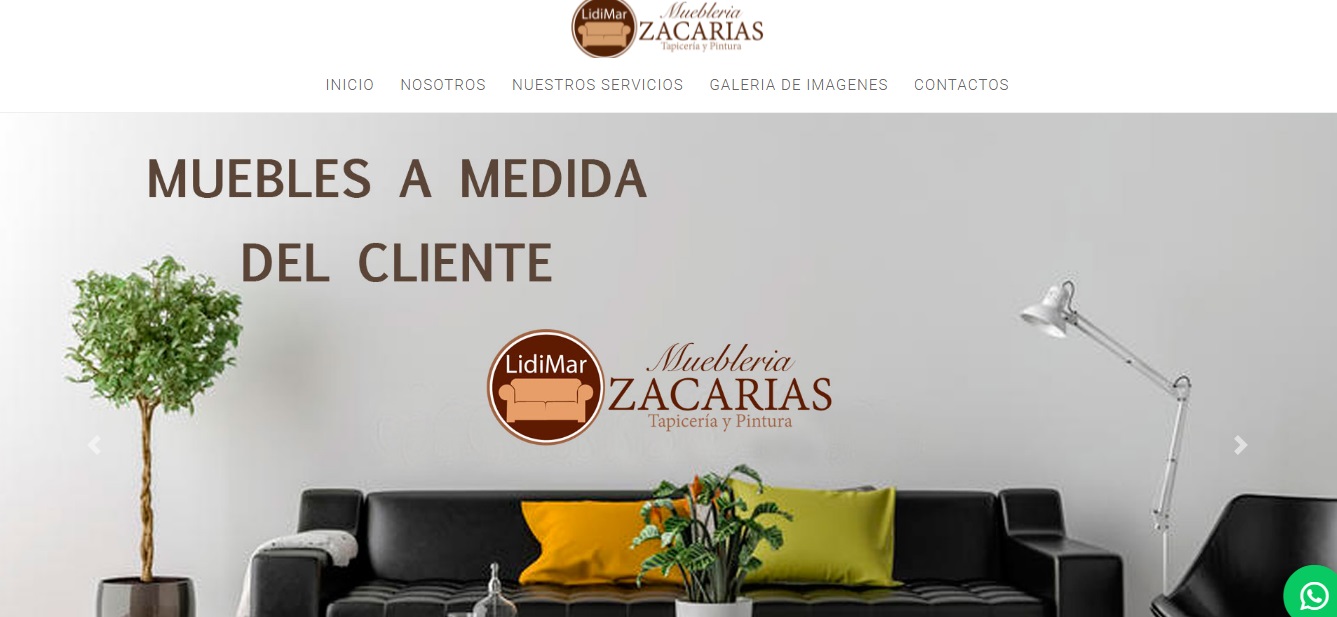 LidiMar
Muebleria
ZACARIAS
Tapicería y Pintura
INICIO NOSOTROS NUESTROS SERVICIOS GALERIA DE IMAGENES CONTACTOS
MUEBLES A MEDIDA
DEL CLIENTE
LidiMar
Muebleria
ZACARIAS
Tapicería y Pintura